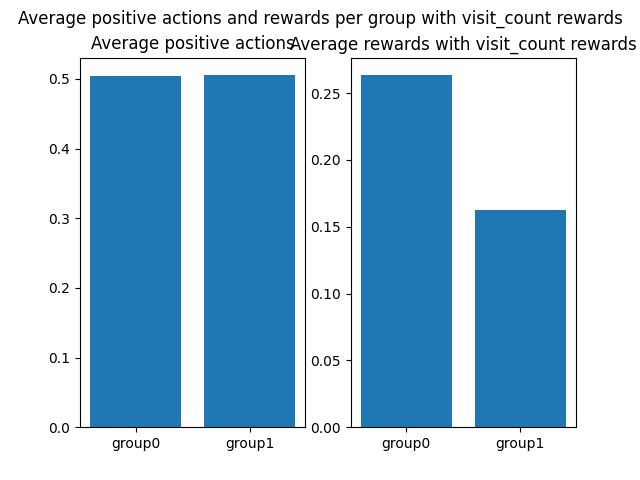 Average positive actions and rewards per group with visit_count rewards
Average positive actions
0.5
0.4
0.3
0.2
0.1
0.0
group0 group1
Average rewards with visit_count rewards
0.25
0.20
0.15
0.10
0.05
0.00
group0 group1